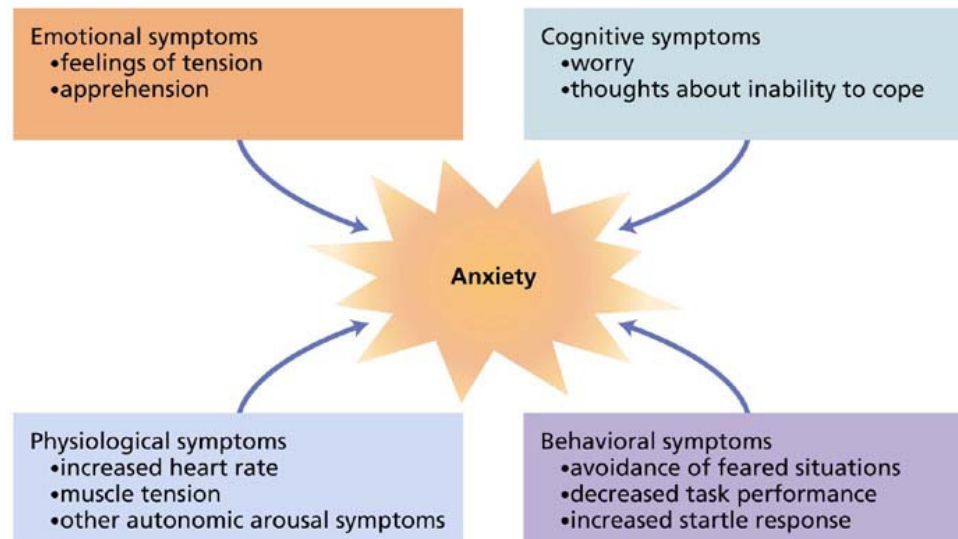 Emotional symptoms
•feelings of tension
•apprehension
Cognitive symptoms
•worry
•thoughts about inability to cope
Anxiety
Physiological symptoms
•increased heart rate
•muscle tension
•other autonomic arousal symptoms
Behavioral symptoms
•avoidance of feared situations
•decreased task performance
•increased startle response